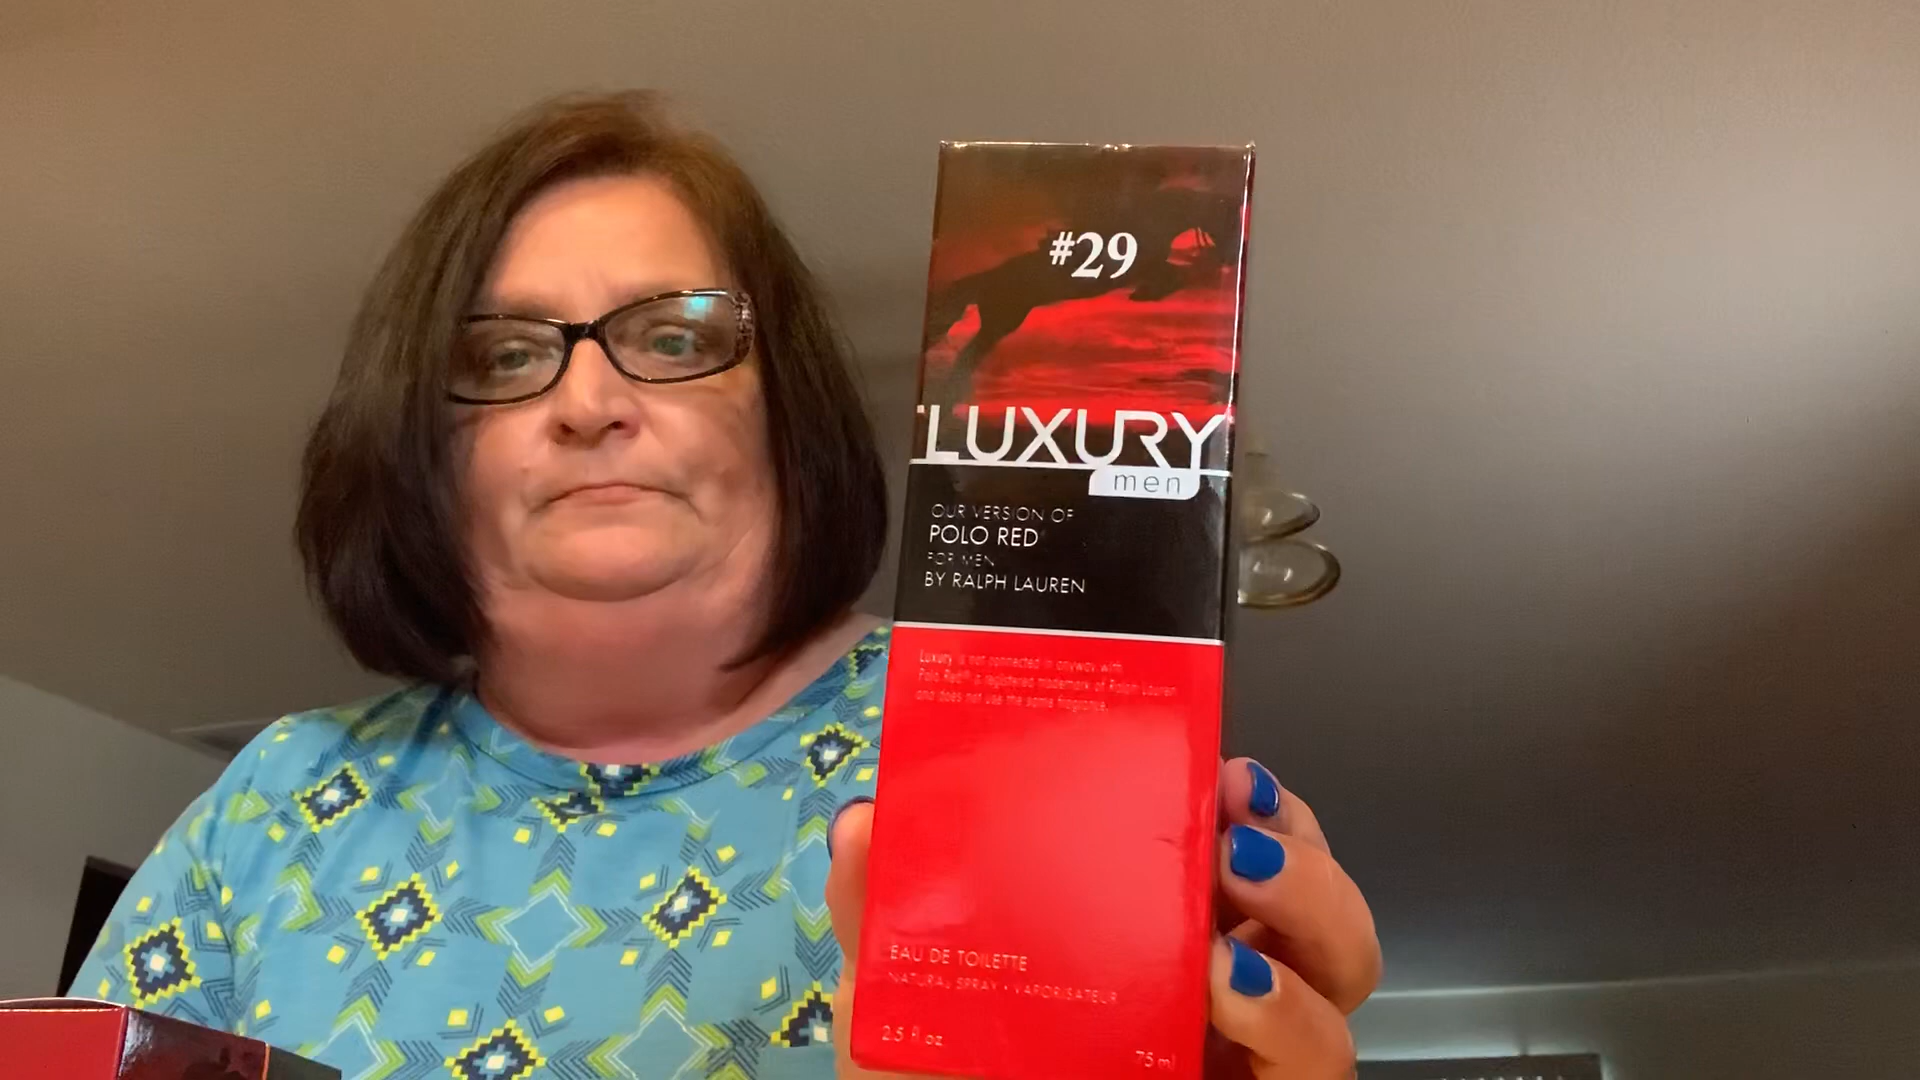 #29
LUXURY
men
OUR VERSION OF
POLO RED
FOR MEN
BY RALPH LAUREN
Luxury is not connected in anyway with
Polo Red® a registered trademark of Ralph Lauren
and does not use the same fragrance.
EAU DE TOILETTE
NATURAL SPRAY • VAPORISATEUR
2.5 fl oz
75 ml